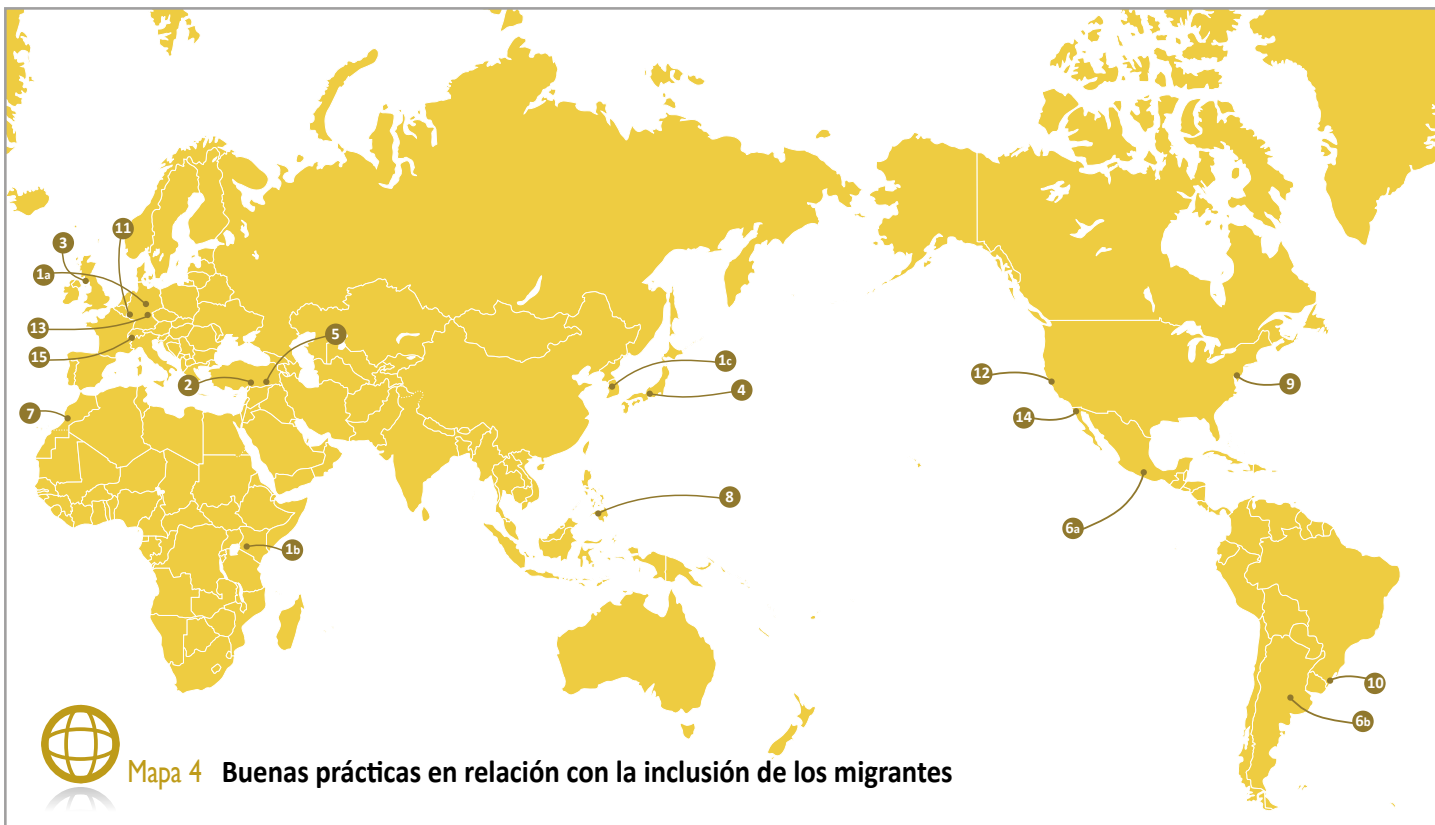 11
3
1a
13
15
5
2
7
1c
4
8
1b
12
9
14
6a
10
6b
Mapa 4 Buenas prácticas en relación con la inclusión de los migrantes